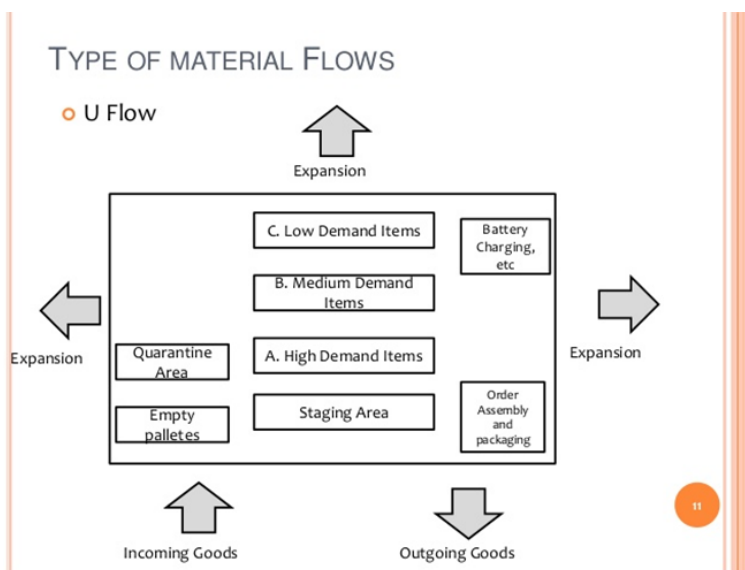 TYPE OF MATERIAL FLOWS
U Flow
Expansion
C. Low Demand Items
Battery
Charging,
etc
B. Medium Demand
Items
Expansion
Quarantine
Area
A. High Demand Items
Expansion
Empty
palletes
Staging Area
Order
Assembly
and
packaging
11
Incoming Goods
Outgoing Goods